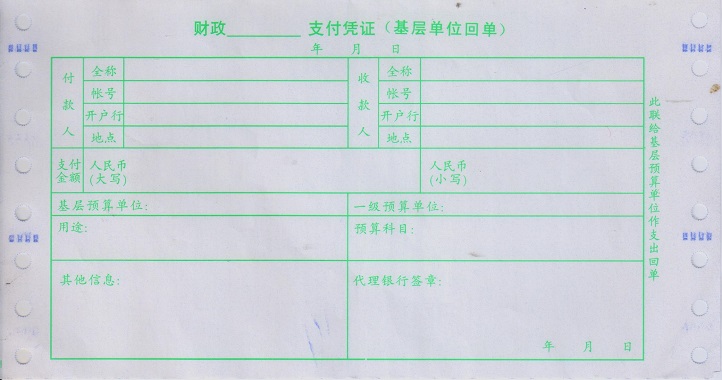 财政________ 支付凭证（基层单位回单）
年 月 日
付款人 全称 收款人 全称
帐号 帐号
开户行 开户行
地点 地点
支付金额 人民币(大写) 人民币(小写)
基层预算单位: 一级预算单位:
用途: 预算科目:
其他信息: 代理银行签章:
年 月 日
此联给基层预算单位作支出回单